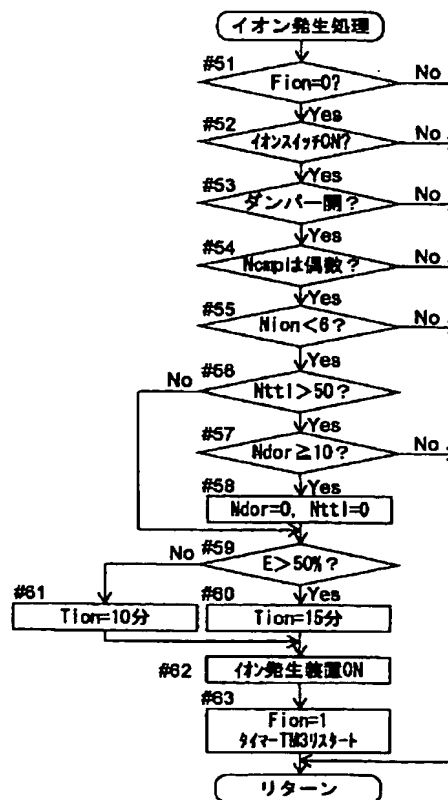 イオン発生処理
#51
Fion=0?
No
Yes
#52
イオンスイッチON?
No
Yes
#53
ダンパー開?
No
Yes
#54
Ncmpは偶数?
No
Yes
#55
Nion<6?
No
Yes
#56
No
Nttl>50?
Yes
#57
Ndor≧10?
No
Yes
#58
Ndor=0, Nttl=0
#59
No
E>50%?
Yes
#61
Tion=10分
#60
Tion=15分
#62
イオン発生装置ON
#63
Fion=1
タイマーTM3リスタート
リターン